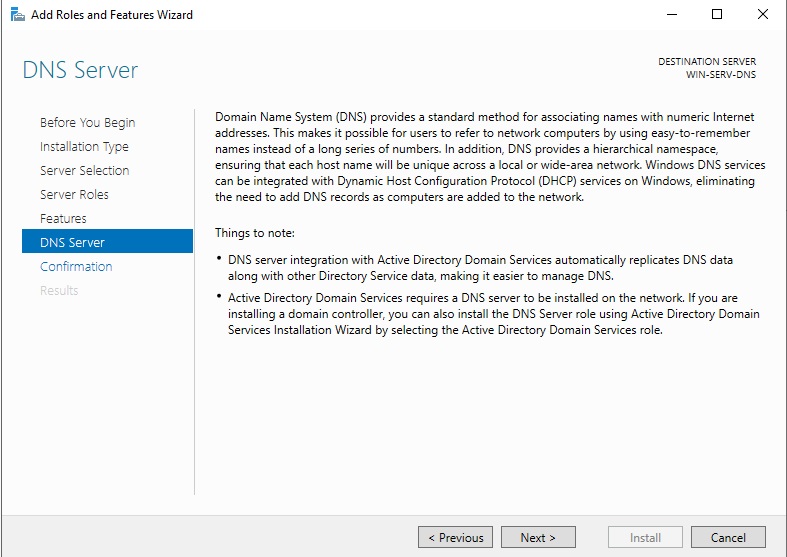 Add Roles and Features Wizard
DNS Server
DESTINATION SERVER
WIN-SERV-DNS
Before You Begin
Installation Type
Server Selection
Server Roles
Features
DNS Server
Confirmation
Results
Domain Name System (DNS) provides a standard method for associating names with numeric Internet
addresses. This makes it possible for users to refer to network computers by using easy-to-remember
names instead of a long series of numbers. In addition, DNS provides a hierarchical namespace,
ensuring that each host name will be unique across a local or wide-area network. Windows DNS services
can be integrated with Dynamic Host Configuration Protocol (DHCP) services on Windows, eliminating
the need to add DNS records as computers are added to the network.
Things to note:
• DNS server integration with Active Directory Domain Services automatically replicates DNS data
along with other Directory Service data, making it easier to manage DNS.
• Active Directory Domain Services requires a DNS server to be installed on the network. If you are
installing a domain controller, you can also install the DNS Server role using Active Directory Domain
Services Installation Wizard by selecting the Active Directory Domain Services role.
< Previous
Next >
Install
Cancel